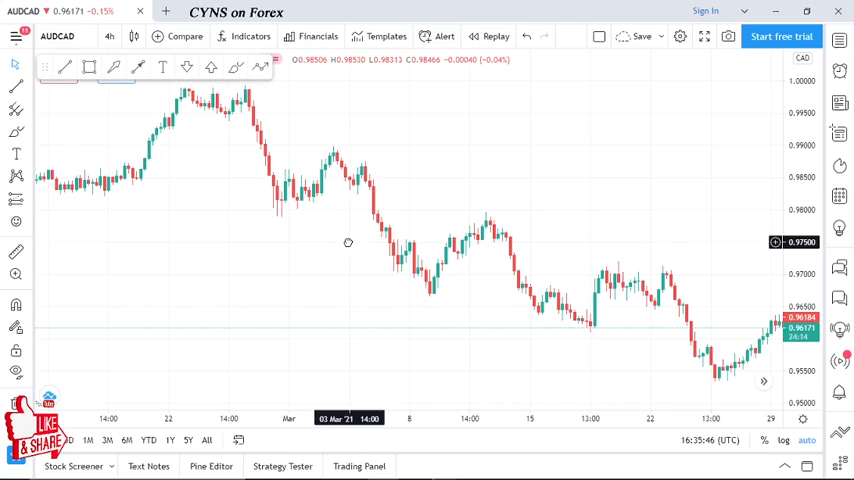 AUDCAD ▼ 0.96171 −0.15%
CYNS on Forex
Sign In
11
AUDCAD
4h
Compare
Indicators
Financials
Templates
Alert
Replay
Save
Start free trial
O0.98506 H0.98530 L0.98313 C0.98466 −0.00040 (−0.04%)
CAD
1.00000
0.99500
0.99000
0.98500
0.98000
0.97500
0.97000
0.96500
0.96184
0.96171
24:14
0.95500
0.95000
14:00
22
14:00
Mar
03 Mar '21 14:00
8
14:00
15
13:00
22
13:00
29
LIKE
& SHARE
1M
3M
6M
YTD
1Y
5Y
All
16:35:46 (UTC)
%
log
auto
Stock Screener
Text Notes
Pine Editor
Strategy Tester
Trading Panel